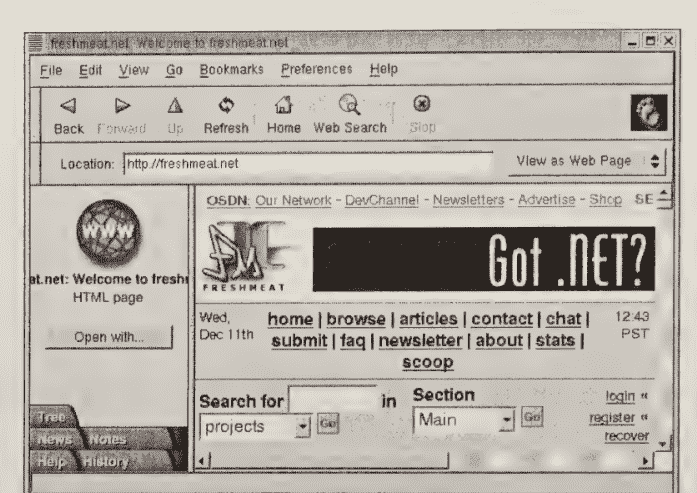 freshmeat.net: Welcome to freshmeat.net
File Edit View Go Bookmarks Preferences Help
Back Forward Up Refresh Home Web Search Stop
Location: http://freshmeat.net View as Web Page
OSDN: Our Network - DevChannel - Newsletters - Advertise - Shop SE
WWW
fM
FRESHMEAT
Got .NET?
at.net: Welcome to freshm
HTML page
Open with...
Wed, Dec 11th
home | browse | articles | contact | chat |
submit | faq | newsletter | about | stats |
scoop
12:43
PST
Search for in Section
projects Go Main Go
login «
register «
recover
Tree
News Notes
Help History